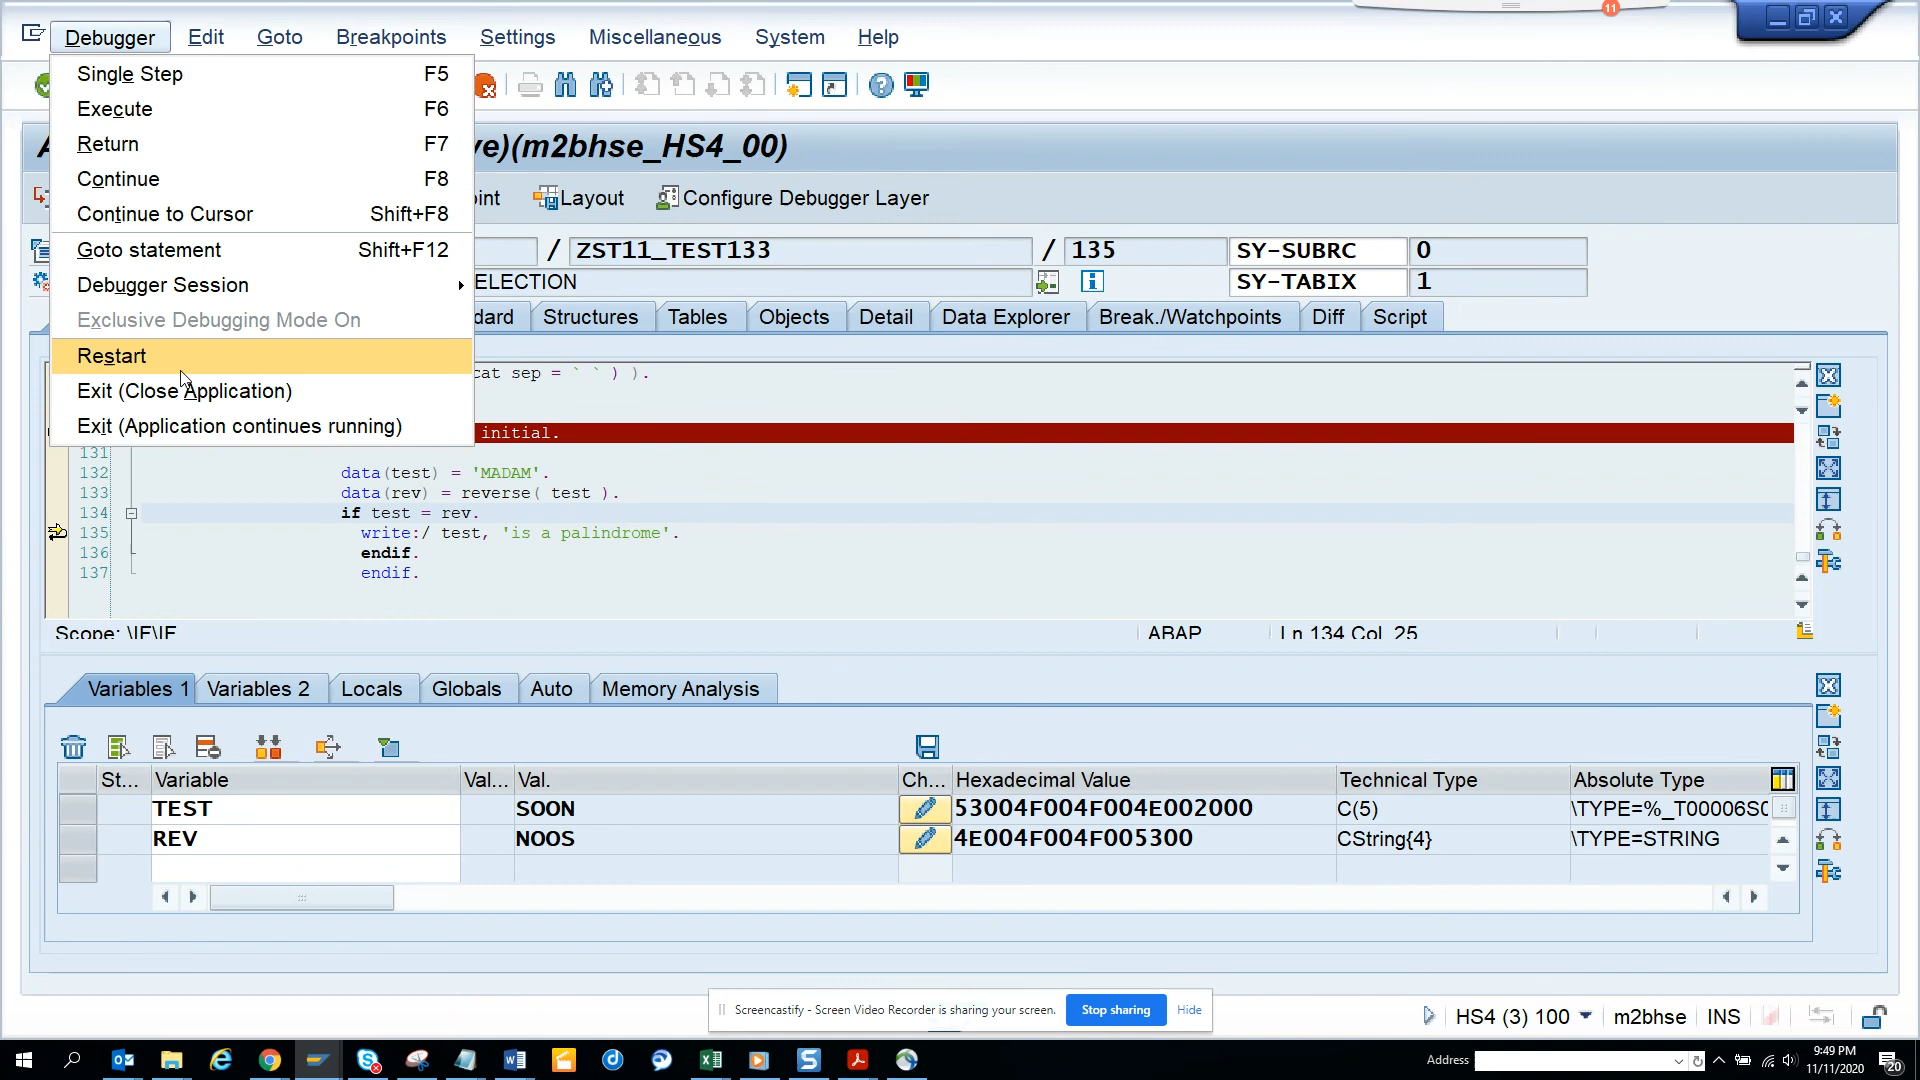 11
Debugger Edit Goto Breakpoints Settings Miscellaneous System Help
Single Step F5
Execute F6
Return F7
Continue F8
Continue to Cursor Shift+F8
Goto statement Shift+F12
Debugger Session
Exclusive Debugging Mode On
Restart
Exit (Close Application)
Exit (Application continues running)
ve)(m2bhse_HS4_00)
int Layout Configure Debugger Layer
/ ZST11_TEST133 / 135 SY-SUBRC 0
ELECTION SY-TABIX 1
dard Structures Tables Objects Detail Data Explorer Break./Watchpoints Diff Script
cat sep = ` ` ) ).
initial.
131
132 data(test) = 'MADAM'.
133 data(rev) = reverse( test ).
134 if test = rev.
135 write:/ test, 'is a palindrome'.
136 endif.
137 endif.
Scope: \IF\IF ABAP Ln 134 Col 25
Variables 1 Variables 2 Locals Globals Auto Memory Analysis
St... Variable Val... Val. Ch... Hexadecimal Value Technical Type Absolute Type
TEST SOON 53004F004F004E002000 C(5) \TYPE=%_T00006S0
REV NOOS 4E004F004F005300 CString{4} \TYPE=STRING
Screencastify - Screen Video Recorder is sharing your screen. Stop sharing Hide
HS4 (3) 100 m2bhse INS
Address 9:49 PM
11/11/2020 20